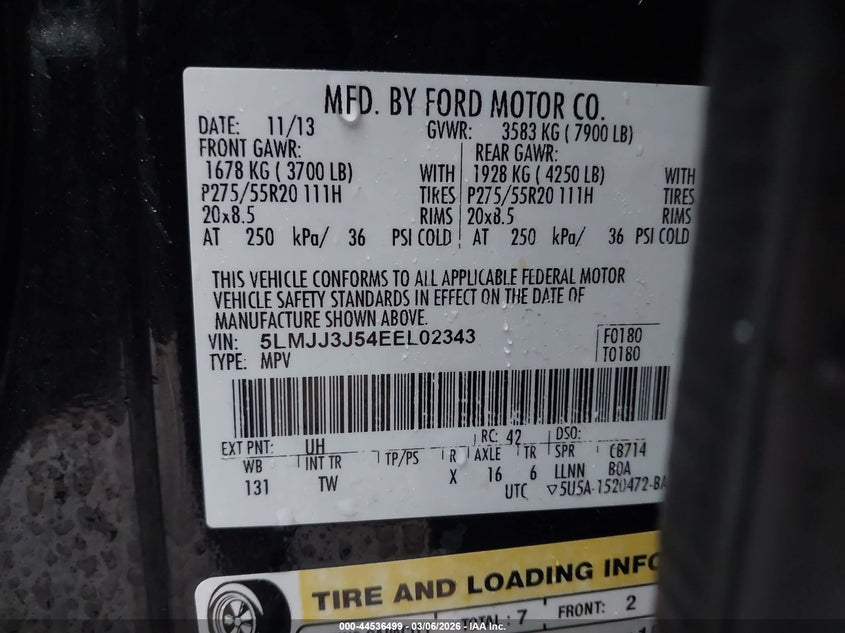 MFD. BY FORD MOTOR CO.
DATE: 11/13 GVWR: 3583 KG ( 7900 LB)
FRONT GAWR: REAR GAWR:
1678 KG ( 3700 LB) WITH 1928 KG ( 4250 LB) WITH
P275/55R20 111H TIRES P275/55R20 111H TIRES
20x8.5 RIMS 20x8.5 RIMS
AT 250 kPa/ 36 PSI COLD AT 250 kPa/ 36 PSI COLD
THIS VEHICLE CONFORMS TO ALL APPLICABLE FEDERAL MOTOR
VEHICLE SAFETY STANDARDS IN EFFECT ON THE DATE OF
MANUFACTURE SHOWN ABOVE.
VIN: 5LMJJ3J54EEL02343 F0180
TYPE: MPV T0180
EXT PNT: UH RC: 42 DSO:
WB INT TR TP/PS R AXLE TR SPR C8714
131 TW X 16 6 LLNN BOA
UTC ▽5U5A-1520472-BA
TIRE AND LOADING INFO
TOTAL: 7 FRONT: 2
000-44536499 - 03/06/2026 - IAA Inc.